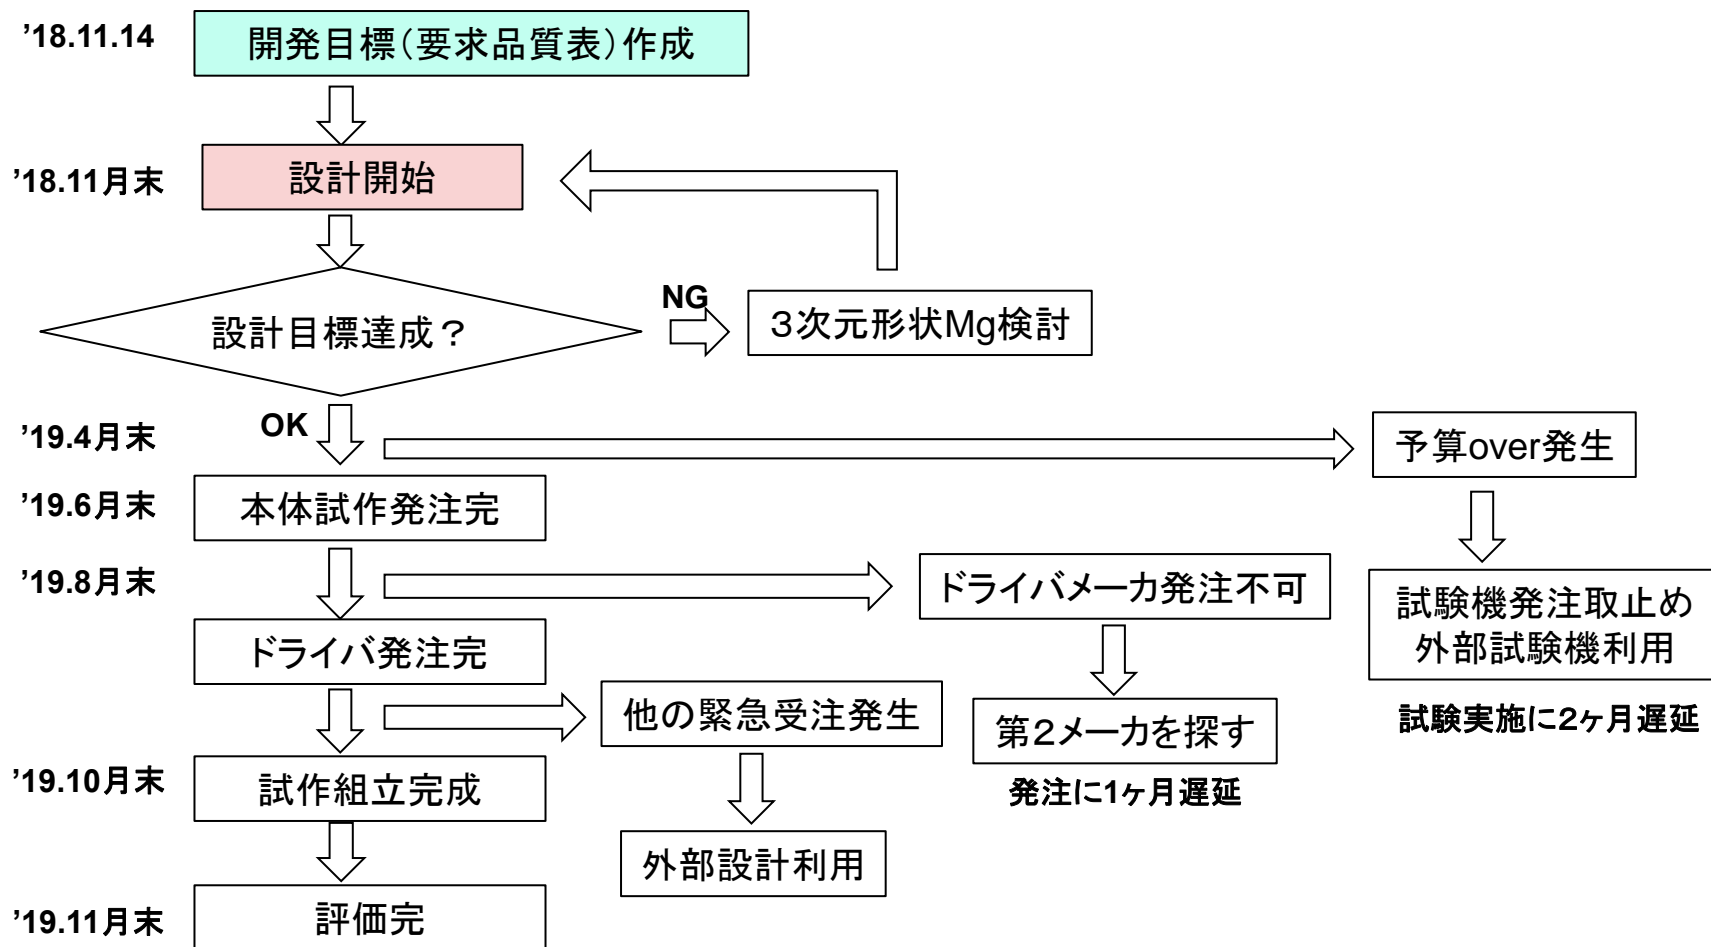 ’18.11.14
開発目標(要求品質表)作成
’18.11月末
設計開始
設計目標達成？
NG
３次元形状Mg検討
OK
’19.4月末
予算over発生
’19.6月末
本体試作発注完
’19.8月末
ドライバメーカ発注不可
試験機発注取止め
外部試験機利用
試験実施に2ヶ月遅延
ドライバ発注完
他の緊急受注発生
第２メーカを探す
発注に1ヶ月遅延
’19.10月末
試作組立完成
外部設計利用
’19.11月末
評価完